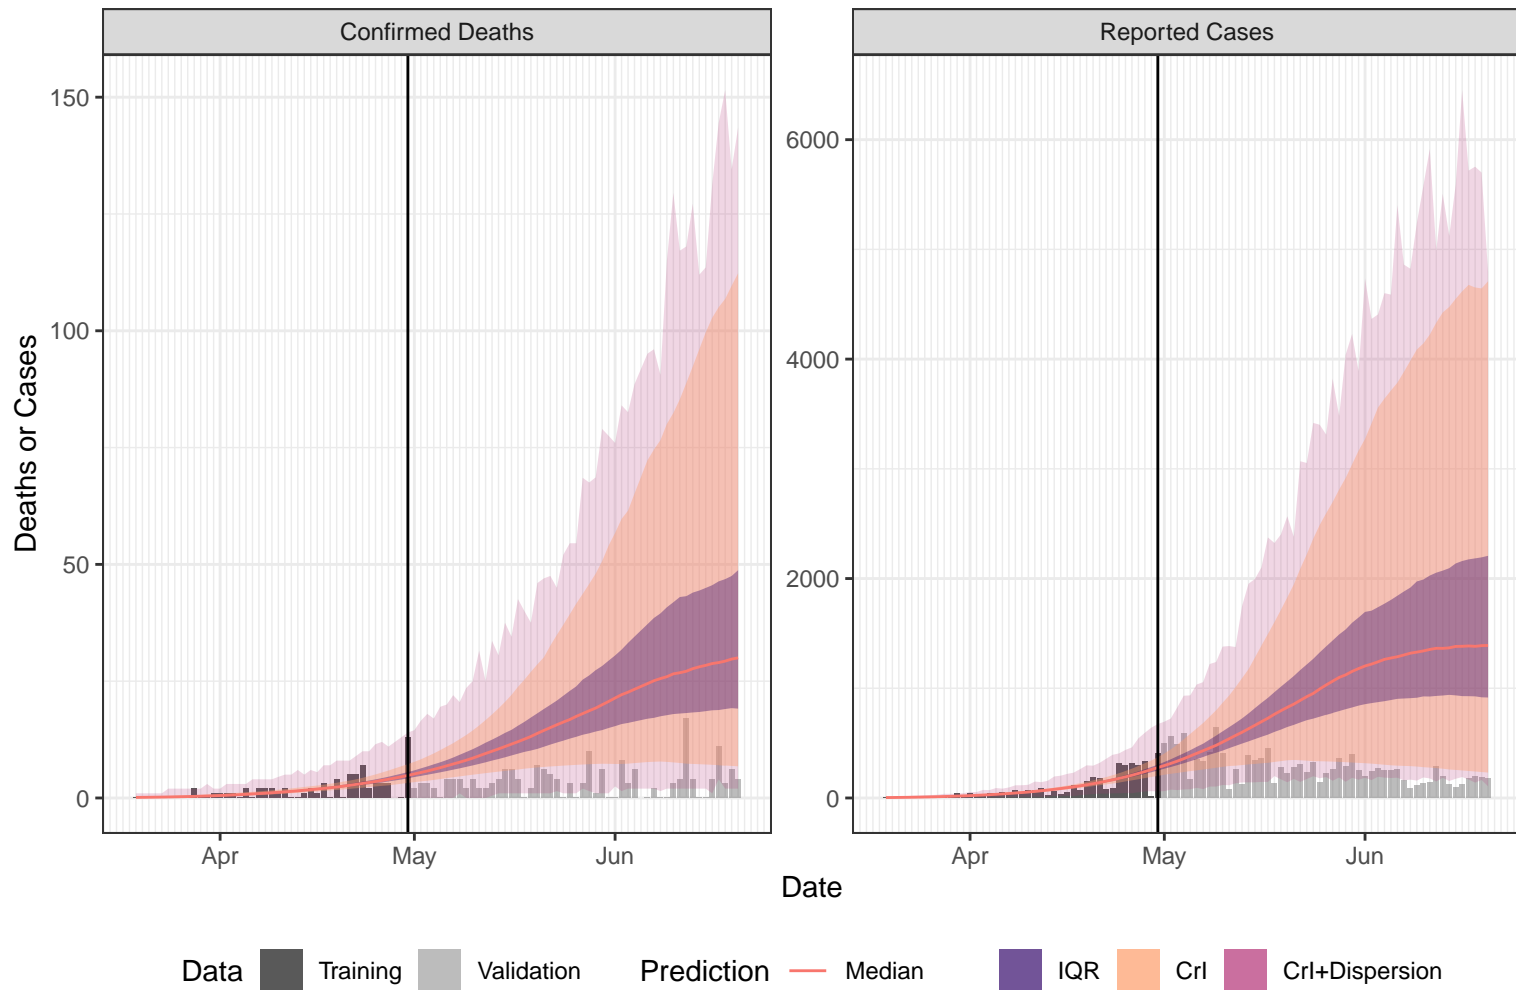 Confirmed Deaths
Reported Cases
Deaths or Cases
150
100
50
0
6000
4000
2000
0
Apr May Jun
Apr May Jun
Date
Data Training Validation Prediction Median IQR CrI CrI+Dispersion